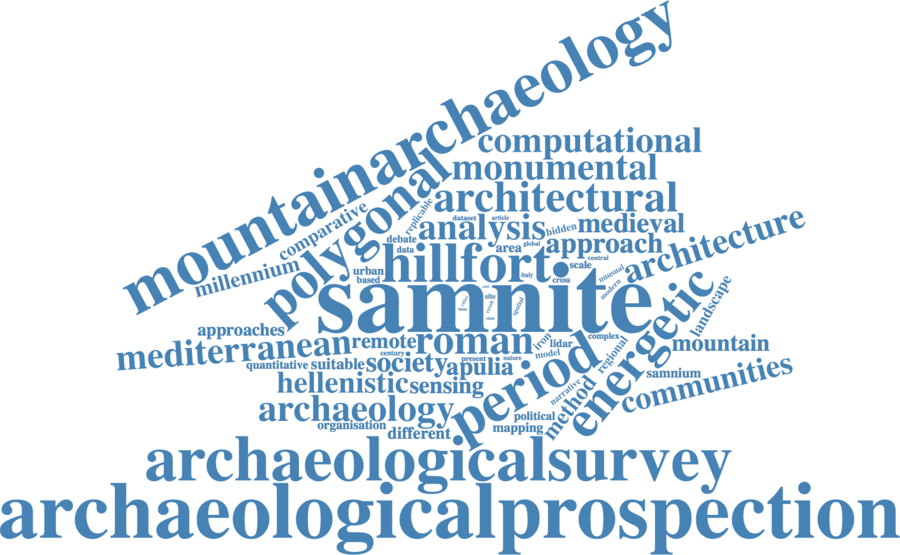 mountainarchaeology
computational
monumental
polygonal
architectural
replicable
comparative
dataset
article
analysis
hidden
medieval
debate
global
architecture
millennium
data
area
approach
central
urban
hillfort
scale
unusual
based
italy
cross
modern
samnite
site
spatial
time
view
energetic
landscape
approaches
remote
roman
iron
lidar
complex
mountain
mediterranean
century
model
regional
quantitative
suitable
society
apulia
present
nature
samnium
hellenistic
sensing
period
narrative
method
communities
archaeology
political
organisation
different
mapping
archaeologicalsurvey
archaeologicalprospection